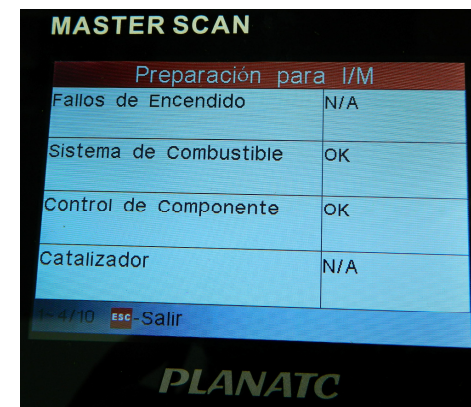 MASTER SCAN
Preparación para I/M
Fallos de Encendido N/A
Sistema de Combustible OK
Control de Componente OK
Catalizador N/A
1-4/10 ESC-Salir
PLANATC